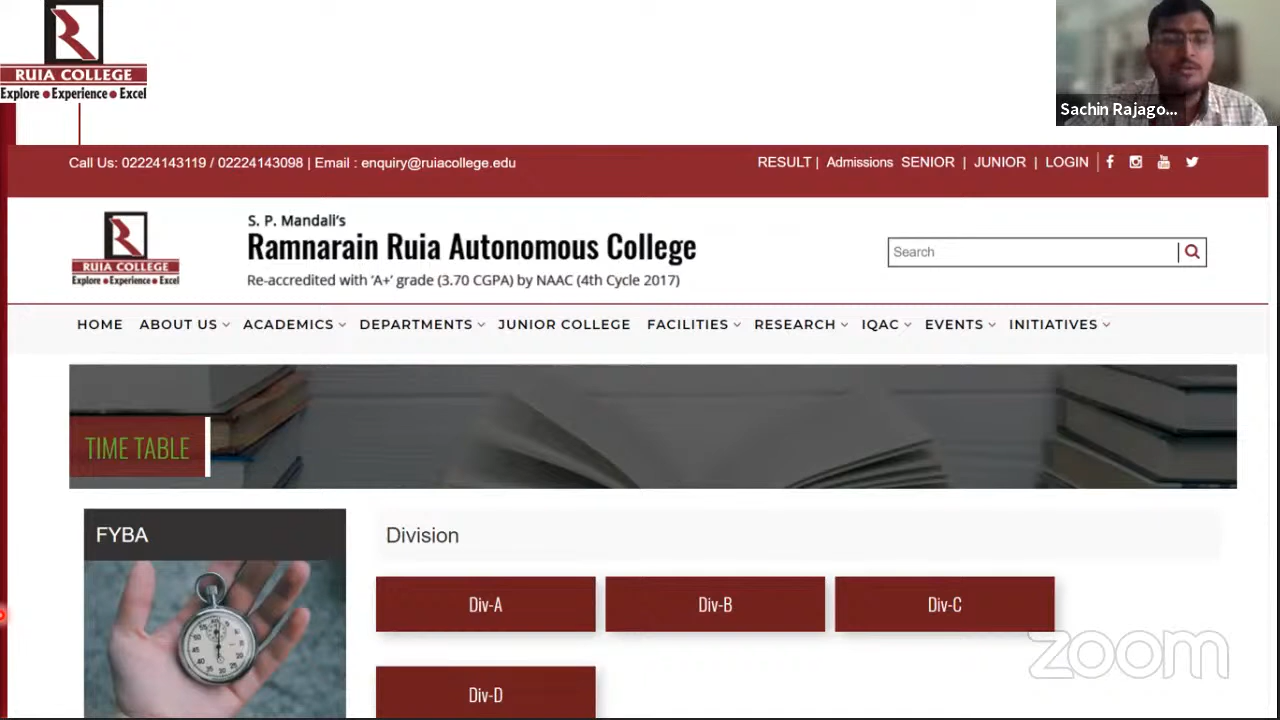 RUIA COLLEGE
Explore ● Experience ● Excel
Sachin Rajago...
Call Us: 02224143119 / 02224143098 | Email : enquiry@ruiacollege.edu
RESULT | Admissions SENIOR | JUNIOR | LOGIN
S. P. Mandali's
Ramnarain Ruia Autonomous College
Re-accredited with 'A+' grade (3.70 CGPA) by NAAC (4th Cycle 2017)
RUIA COLLEGE
Explore ● Experience ● Excel
Search
HOME ABOUT US ACADEMICS DEPARTMENTS JUNIOR COLLEGE FACILITIES RESEARCH IQAC EVENTS INITIATIVES
TIME TABLE
FYBA
Division
Div-A
Div-B
Div-C
Div-D
zoom